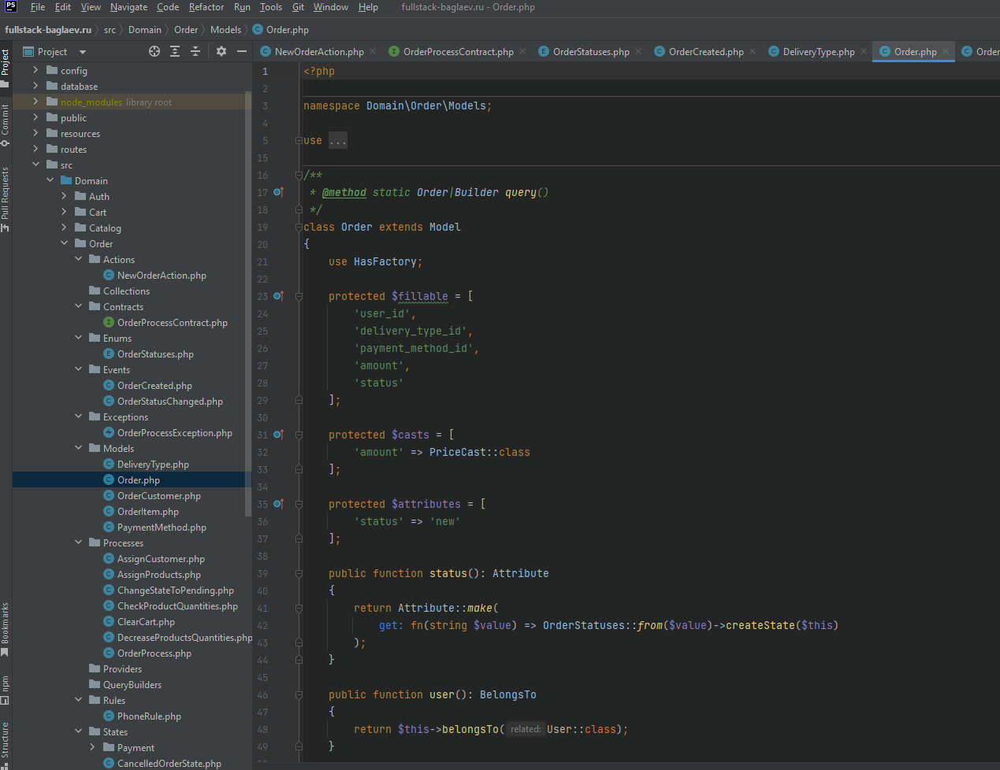 PS File Edit View Navigate Code Refactor Run Tools Git Window Help fullstack-baglaev.ru - Order.php
fullstack-baglaev.ru src Domain Order Models Order.php
Project
NewOrderAction.php OrderProcessContract.php OrderStatuses.php OrderCreated.php DeliveryType.php Order.php Order
Project
Commit
Pull Requests
Bookmarks
npm
Structure
config
database
node_modules library root
public
resources
routes
src
Domain
Auth
Cart
Catalog
Order
Actions
NewOrderAction.php
Collections
Contracts
OrderProcessContract.php
Enums
OrderStatuses.php
Events
OrderCreated.php
OrderStatusChanged.php
Exceptions
OrderProcessException.php
Models
DeliveryType.php
Order.php
OrderCustomer.php
OrderItem.php
PaymentMethod.php
Processes
AssignCustomer.php
AssignProducts.php
ChangeStateToPending.php
CheckProductQuantities.php
ClearCart.php
DecreaseProductsQuantities.php
OrderProcess.php
Providers
QueryBuilders
Rules
PhoneRule.php
States
Payment
CancelledOrderState.php
1 <?php
2
3 namespace Domain\Order\Models;
4
5 use ...
15
16 /**
17 * @method static Order|Builder query()
18 */
19 class Order extends Model
20 {
21 use HasFactory;
22
23 protected $fillable = [
24 'user_id',
25 'delivery_type_id',
26 'payment_method_id',
27 'amount',
28 'status'
29 ];
30
31 protected $casts = [
32 'amount' => PriceCast::class
33 ];
34
35 protected $attributes = [
36 'status' => 'new'
37 ];
38
39 public function status(): Attribute
40 {
41 return Attribute::make(
42 get: fn(string $value) => OrderStatuses::from($value)->createState($this)
43 );
44 }
45
46 public function user(): BelongsTo
47 {
48 return $this->belongsTo( related: User::class);
49 }